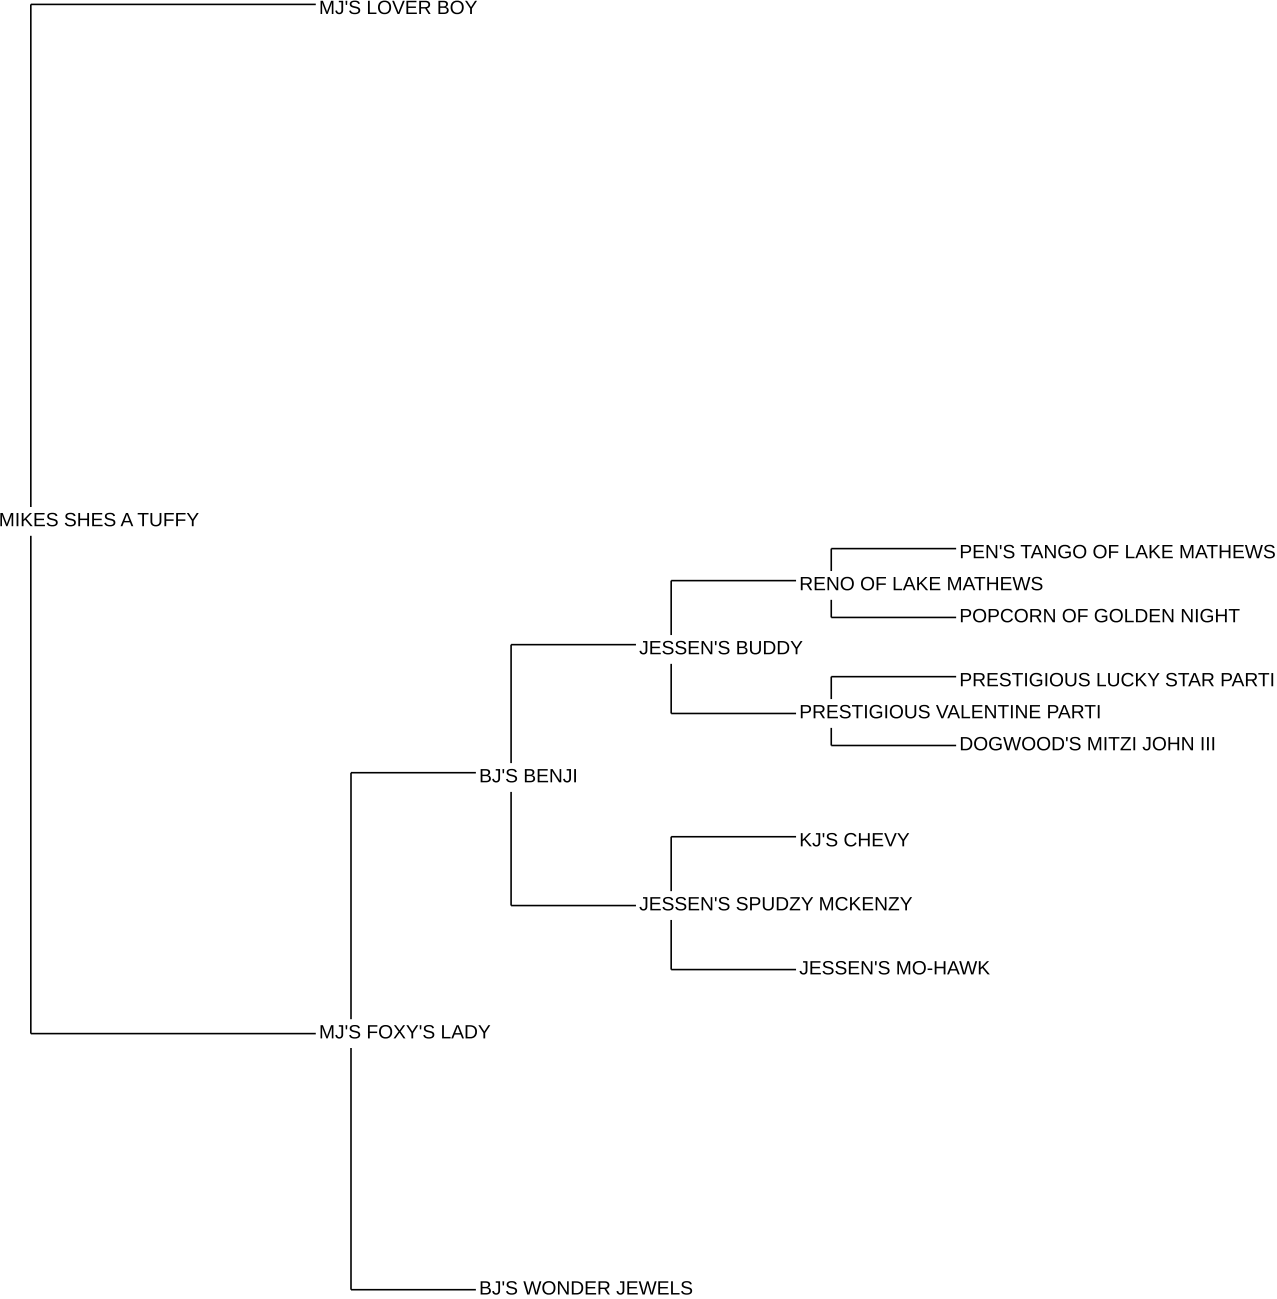 MJ'S LOVER BOY
MIKES SHES A TUFFY
PEN'S TANGO OF LAKE MATHEWS
RENO OF LAKE MATHEWS
POPCORN OF GOLDEN NIGHT
JESSEN'S BUDDY
PRESTIGIOUS LUCKY STAR PARTI
PRESTIGIOUS VALENTINE PARTI
DOGWOOD'S MITZI JOHN III
BJ'S BENJI
KJ'S CHEVY
JESSEN'S SPUDZY MCKENZY
JESSEN'S MO-HAWK
MJ'S FOXY'S LADY
BJ'S WONDER JEWELS